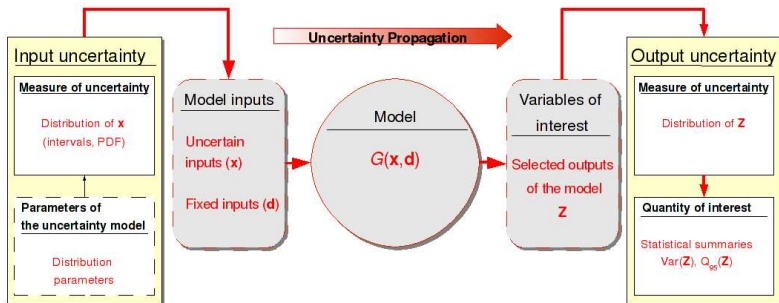 Uncertainty Propagation
Input uncertainty
Measure of uncertainty
Distribution of x
(intervals, PDF)
Parameters of
the uncertainty model
Distribution
parameters
Model inputs
Uncertain
inputs (x)
Fixed inputs (d)
Model
G(x,d)
Variables of
interest
Selected outputs
of the model
Z
Output uncertainty
Measure of uncertainty
Distribution of Z
Quantity of interest
Statistical summaries
Var(Z), Q95(Z)